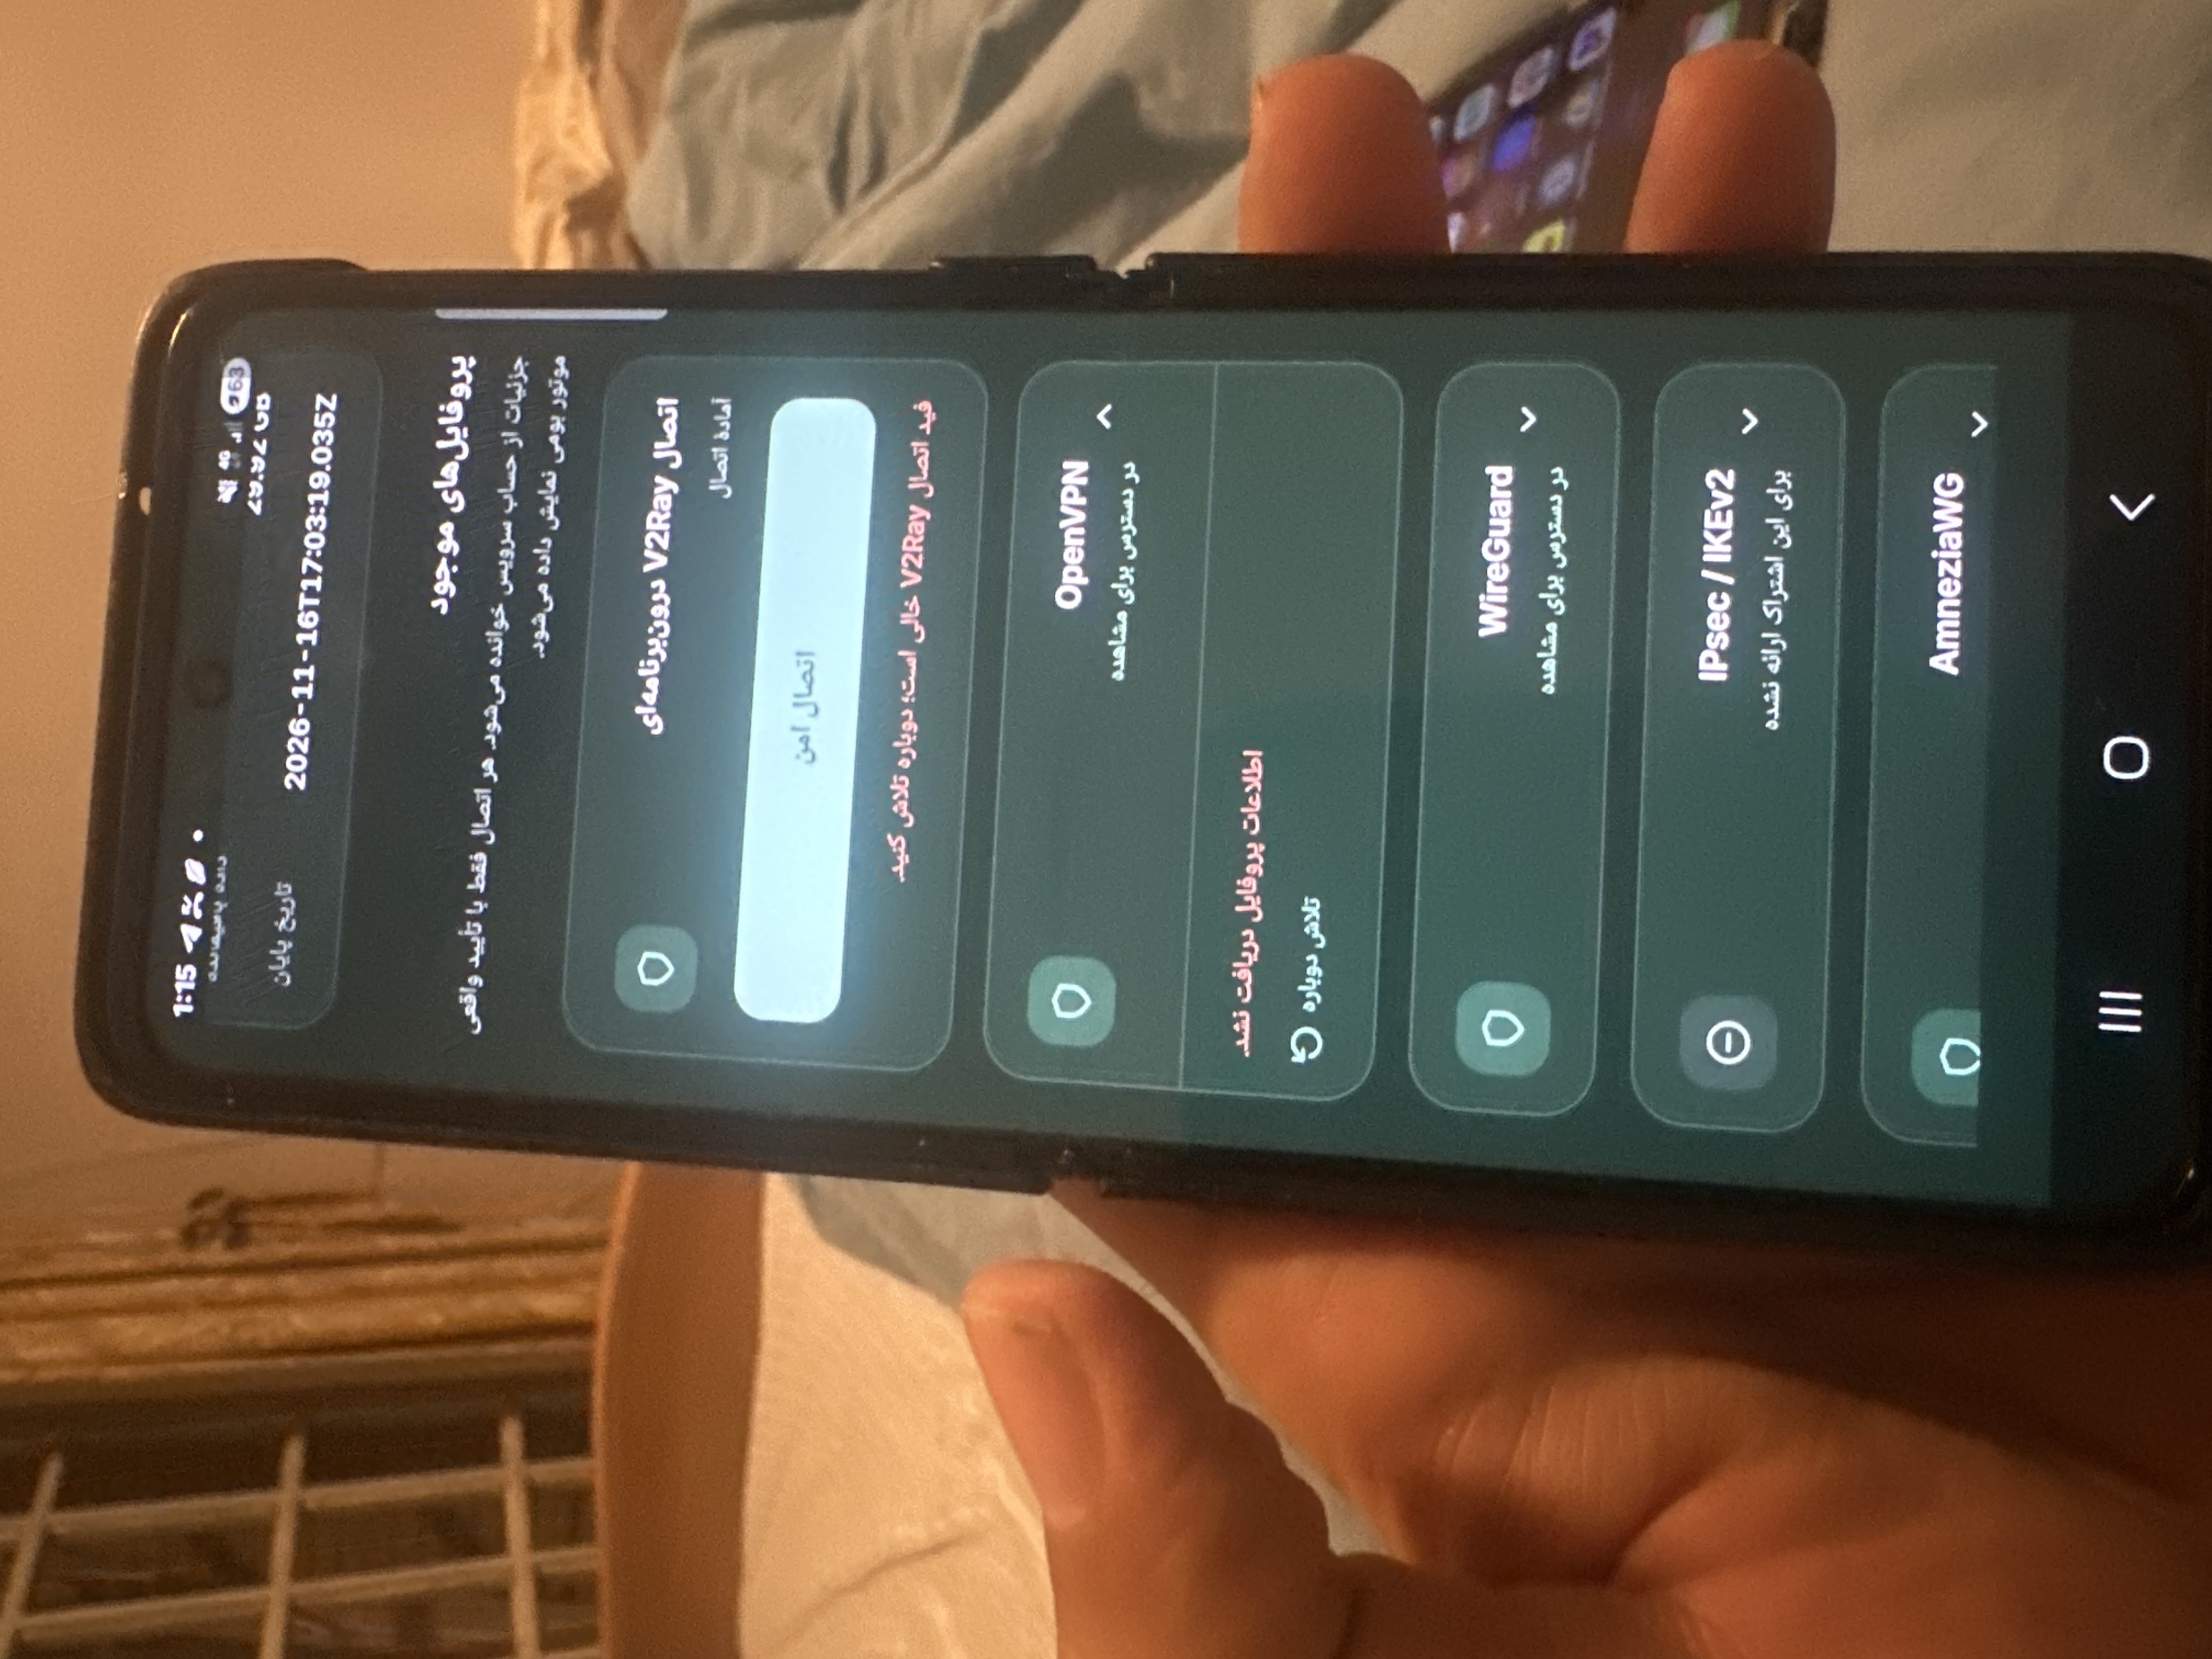 1:15
4G
63
داده باقیمانده
29.92 GB
تاریخ پایان
2026-11-16T17:03:19.035Z
پروفایل‌های موجود
جزئیات از حساب سرویس خوانده می‌شود. هر اتصال فقط با تأیید واقعی
موتور بومی نمایش داده می‌شود.
اتصال V2Ray درون‌برنامه‌ای
آمادهٔ اتصال
اتصال امن
فید اتصال V2Ray خالی است؛ دوباره تلاش کنید.
OpenVPN
در دسترس برای مشاهده
اطلاعات پروفایل دریافت نشد.
تلاش دوباره
WireGuard
در دسترس برای مشاهده
IPsec / IKEv2
برای این اشتراک ارائه نشده
AmneziaWG